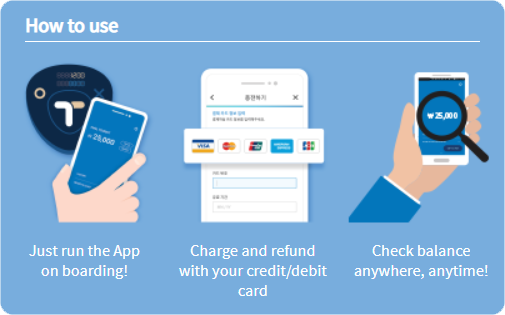 How to use
₩ 25,000
충전하기
VISA
₩ 25,000
Just run the App
on boarding!
Charge and refund
with your credit/debit
card
Check balance
anywhere, anytime!